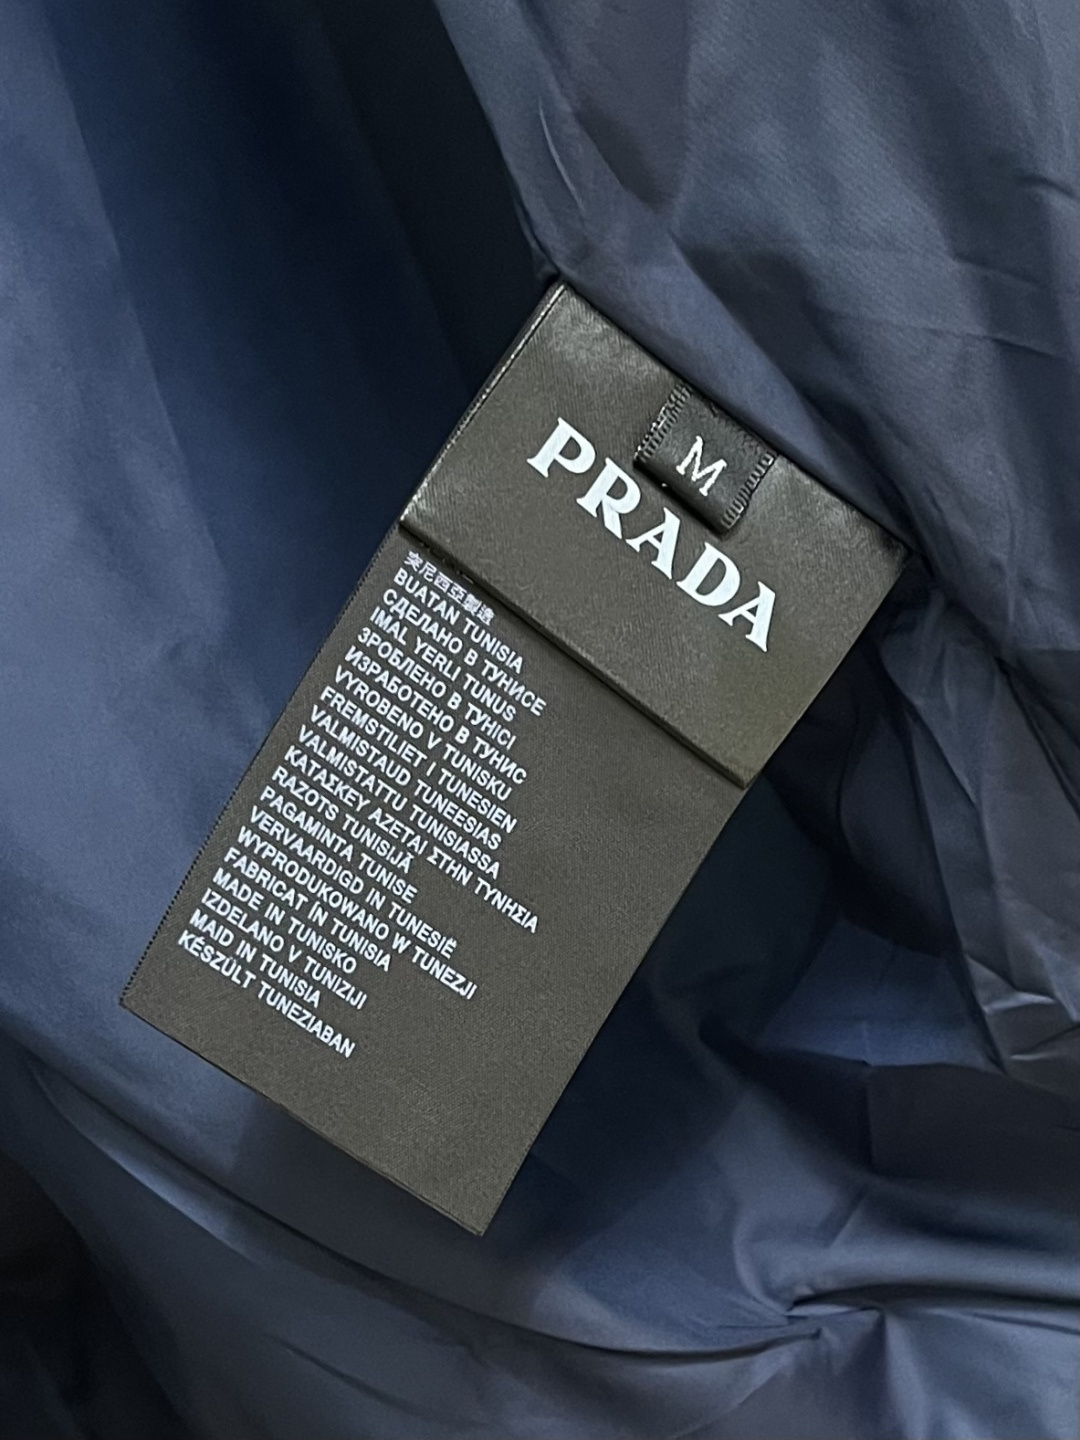 PRADA
M
突尼西亞製造
BUATAN TUNISIA
СДЕЛАНО В ТУНИСЕ
IMAL YERLI TUNUS
ЗРОБЛЕНО В ТУНІСІ
ИЗРАБОТЕНО В ТУНИС
VYROBENO V TUNISKU
FREMSTILIET I TUNESIEN
VALMISTAUD TUNEESIAS
VALMISTATTU TUNISIASSA
ΚΑΤΑΣΚΕΥ ΑΖΕΤΑΙ ΣΤΗΝ ΤΥΝΗΣΙΑ
RAZOTS TUNISIJĀ
PAGAMINTA TUNISE
VERVAARDIGD IN TUNESIË
WYPRODUKOWANO W TUNEZJI
FABRICAT ÎN TUNISIA
MADE IN TUNISKO
IZDELANO V TUNIZIJI
MAID IN TUNISIA
KÉSZÜLT TUNEZIABAN